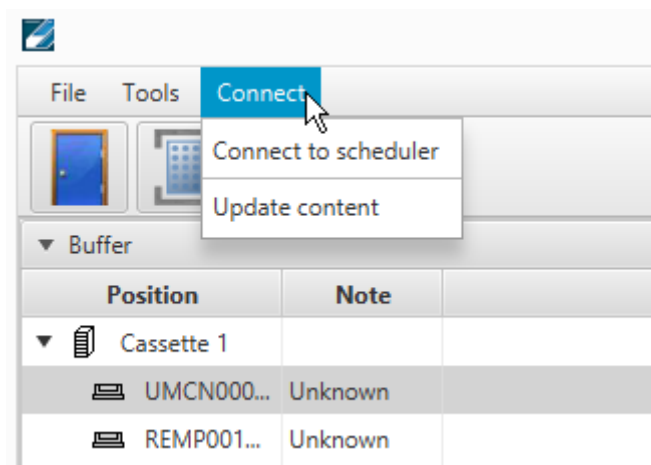 File Tools Connect
Connect to scheduler
Update content
Buffer
Position Note
Cassette 1
UMCN000... Unknown
REMP001... Unknown